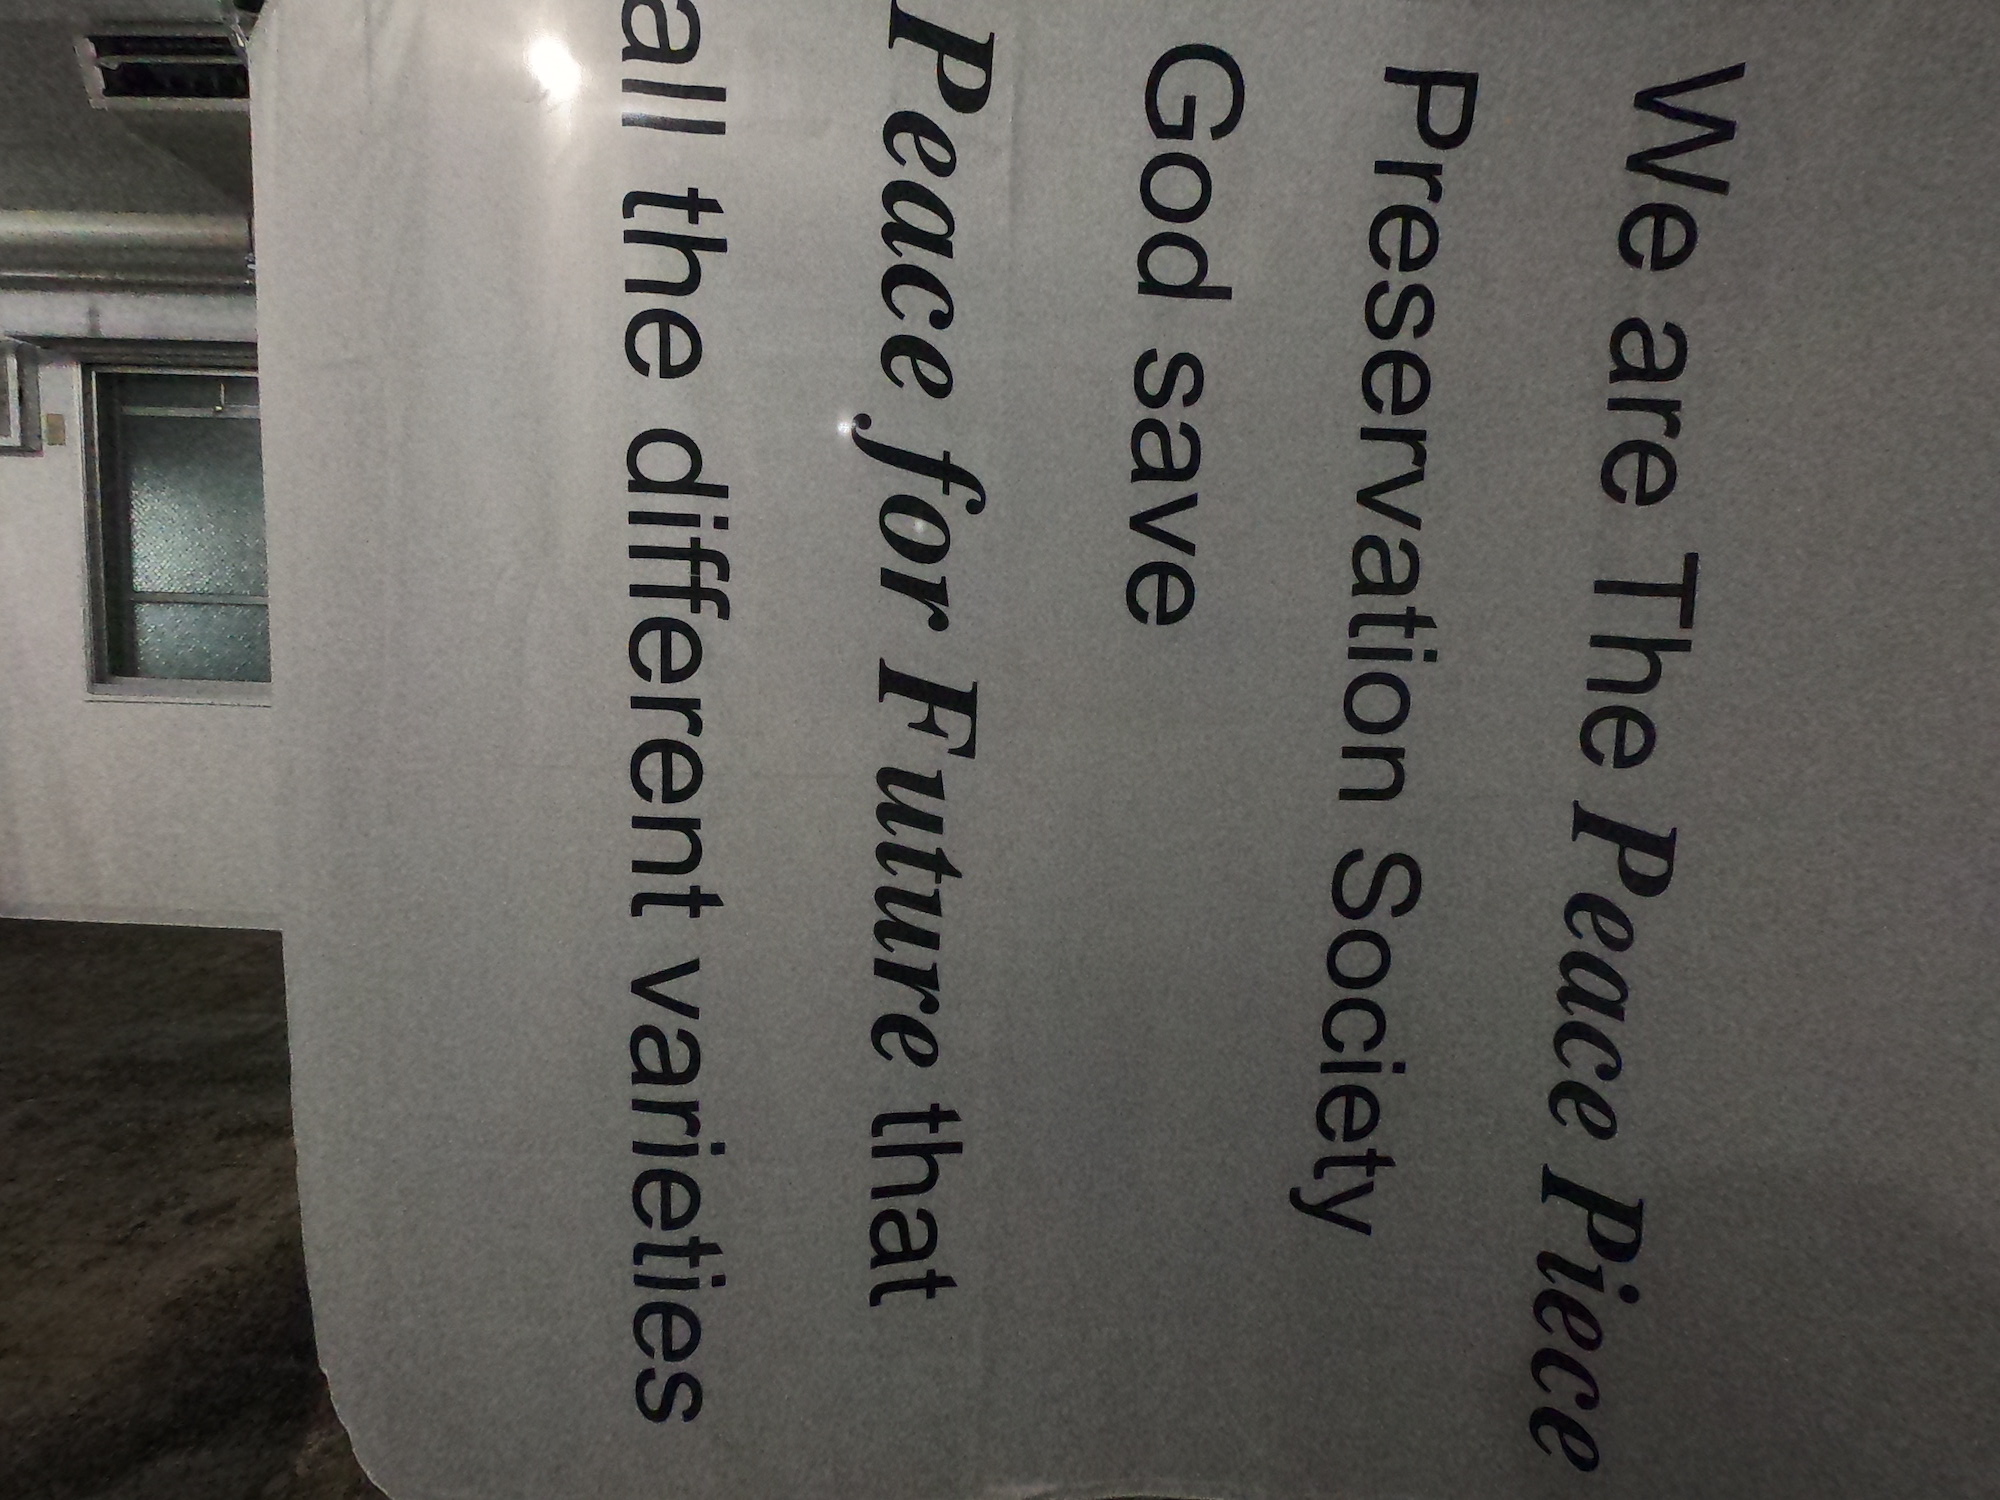 We are The Peace Piece
Preservation Society
God save
Peace for Future that
all the different varieties